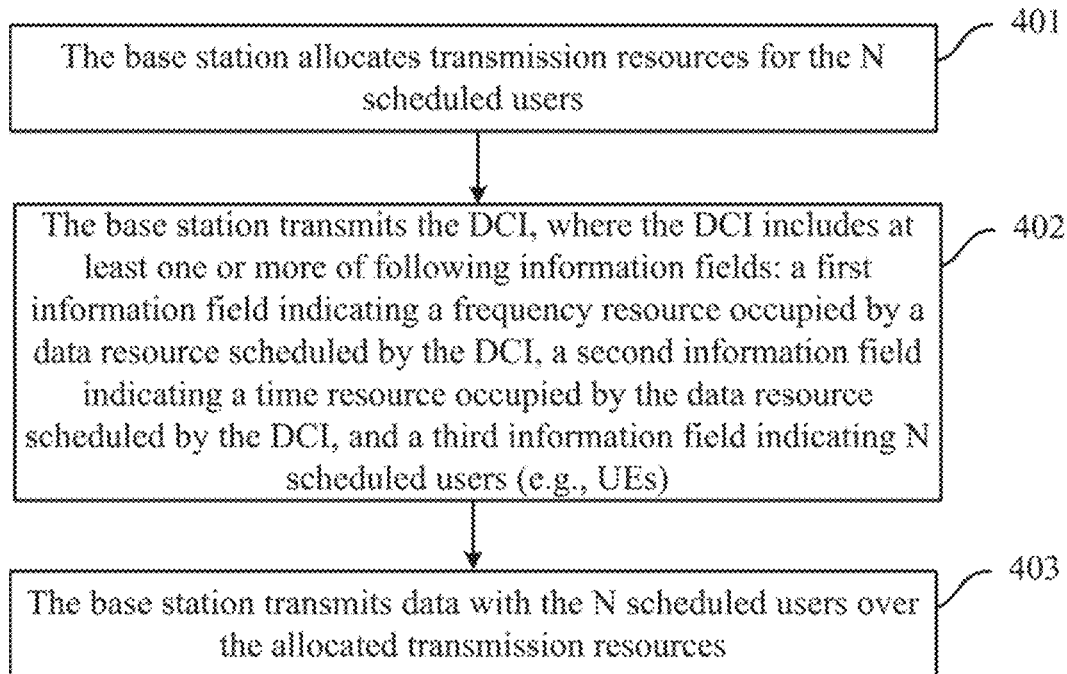 401
The base station allocates transmission resources for the N
scheduled users
402
The base station transmits the DCI, where the DCI includes at
least one or more of following information fields: a first
information field indicating a frequency resource occupied by a
data resource scheduled by the DCI, a second information field
indicating a time resource occupied by the data resource
scheduled by the DCI, and a third information field indicating N
scheduled users (e.g., UEs)
403
The base station transmits data with the N scheduled users over
the allocated transmission resources